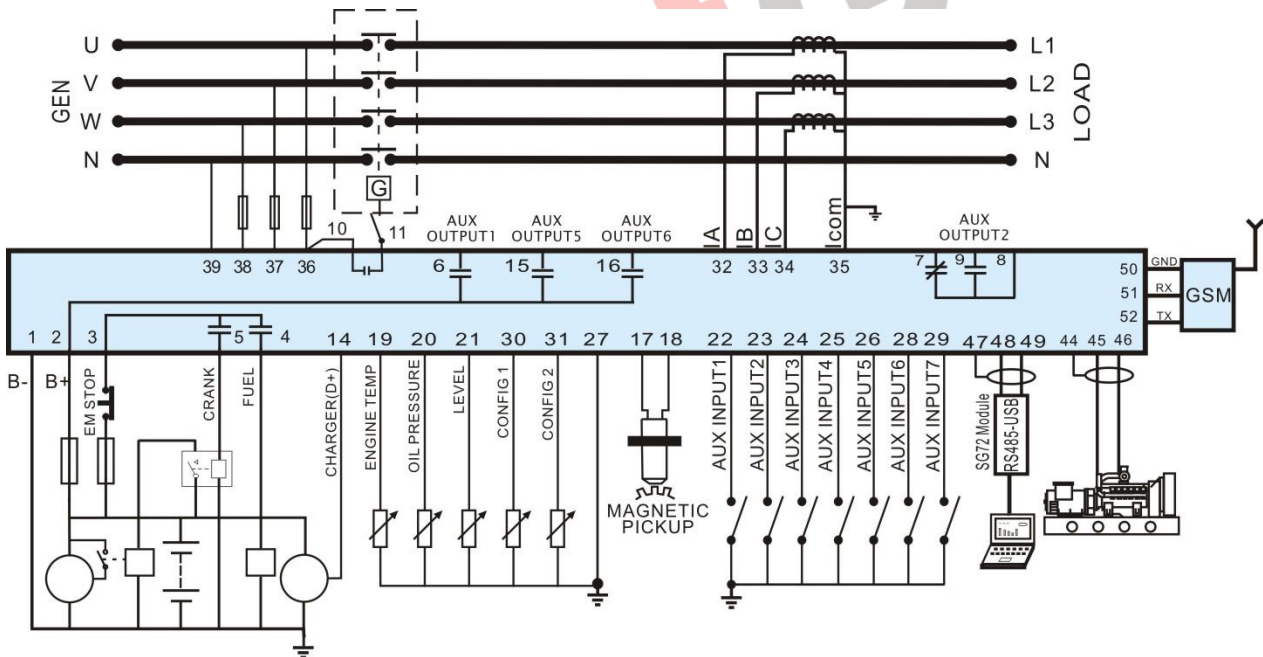 U
V
W
N
GEN
L1
L2
L3
N
LOAD
G
10
11
AUX
OUTPUT1
AUX
OUTPUT5
AUX
OUTPUT6
IA
IB
IC
Icom
AUX
OUTPUT2
39 38 37 36
6 15 16
32 33 34 35
7 9 8
50 GND
51 RX
52 TX
GSM
1 2 3 5 4 14 19 20 21 30 31 27 17 18 22 23 24 25 26 28 29 47 48 49 44 45 46
B-
B+
EM STOP
CRANK
FUEL
CHARGER(D+)
ENGINE TEMP
OIL PRESSURE
LEVEL
CONFIG 1
CONFIG 2
MAGNETIC
PICKUP
AUX INPUT1
AUX INPUT2
AUX INPUT3
AUX INPUT4
AUX INPUT5
AUX INPUT6
AUX INPUT7
SG72 Module
RS485-USB